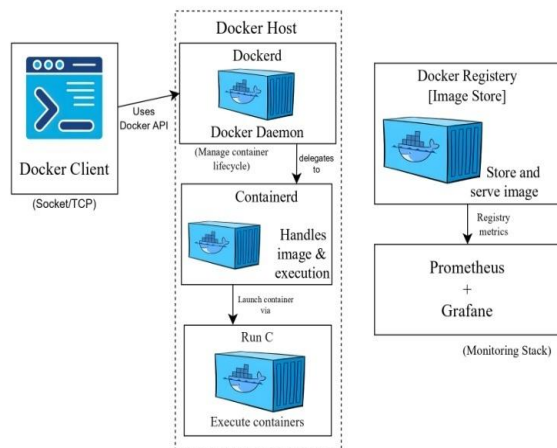 Docker Client
(Socket/TCP)
Uses
Docker API
Docker Host
Dockerd
Docker Daemon
(Manage container
lifecycle)
delegates
to
Containerd
Handles
image &
execution
Launch container
via
Run C
Execute containers
Docker Registery
[Image Store]
Store and
serve image
Registry
metrics
Prometheus
+
Grafane
(Monitoring Stack)